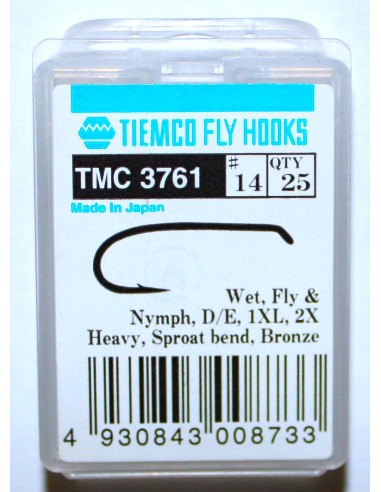 TIEMCO FLY HOOKS
TMC 3761 # 14 QTY 25
Made In Japan
Wet, Fly &
Nymph, D/E, 1XL, 2X
Heavy, Sproat bend, Bronze
4 930843 008733